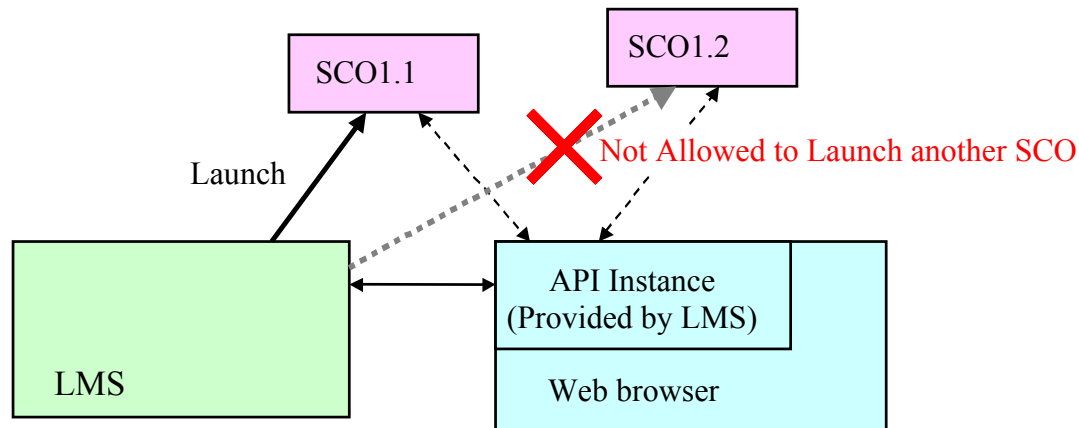 SCO1.1
SCO1.2
Not Allowed to Launch another SCO
Launch
API Instance
(Provided by LMS)
LMS
Web browser